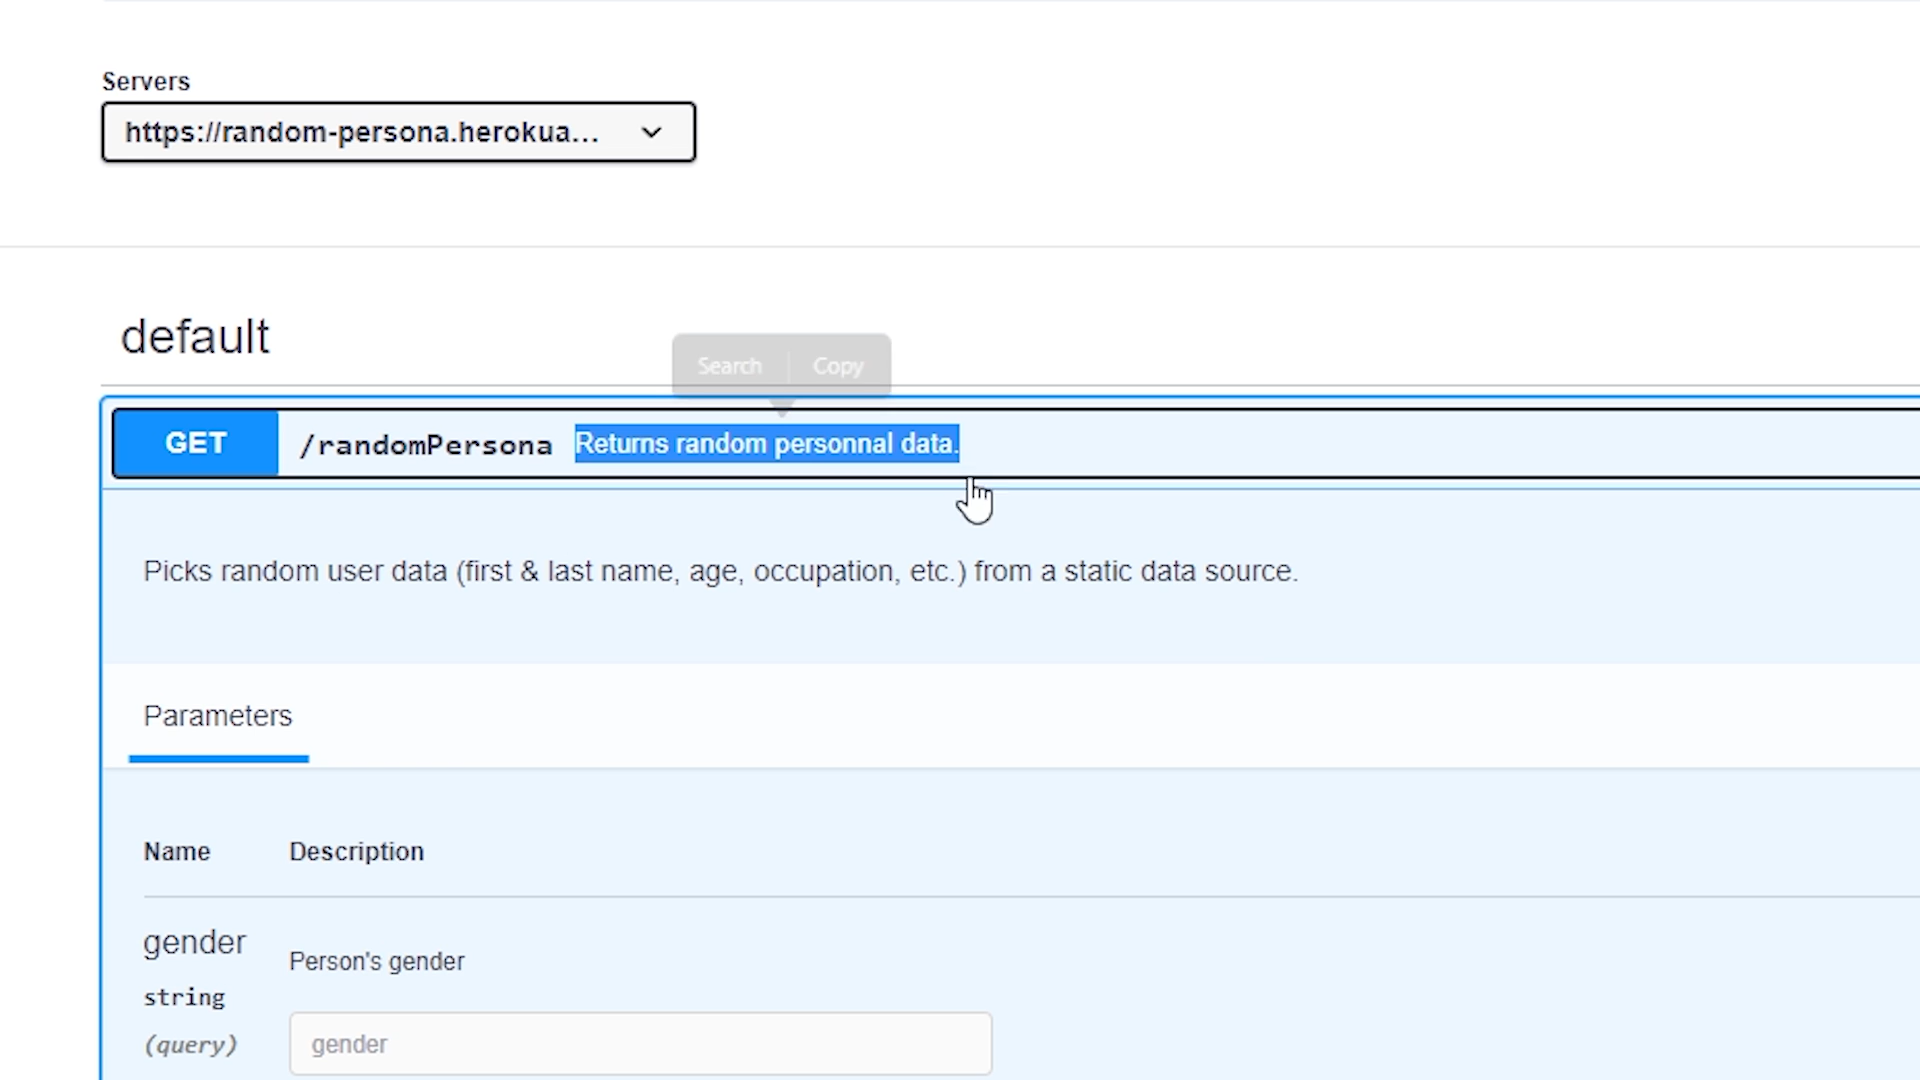 Servers
https://random-persona.herokua...
default
Search Copy
GET /randomPersona Returns random personnal data.
Picks random user data (first & last name, age, occupation, etc.) from a static data source.
Parameters
Name Description
gender
Person's gender
string
(query)
gender